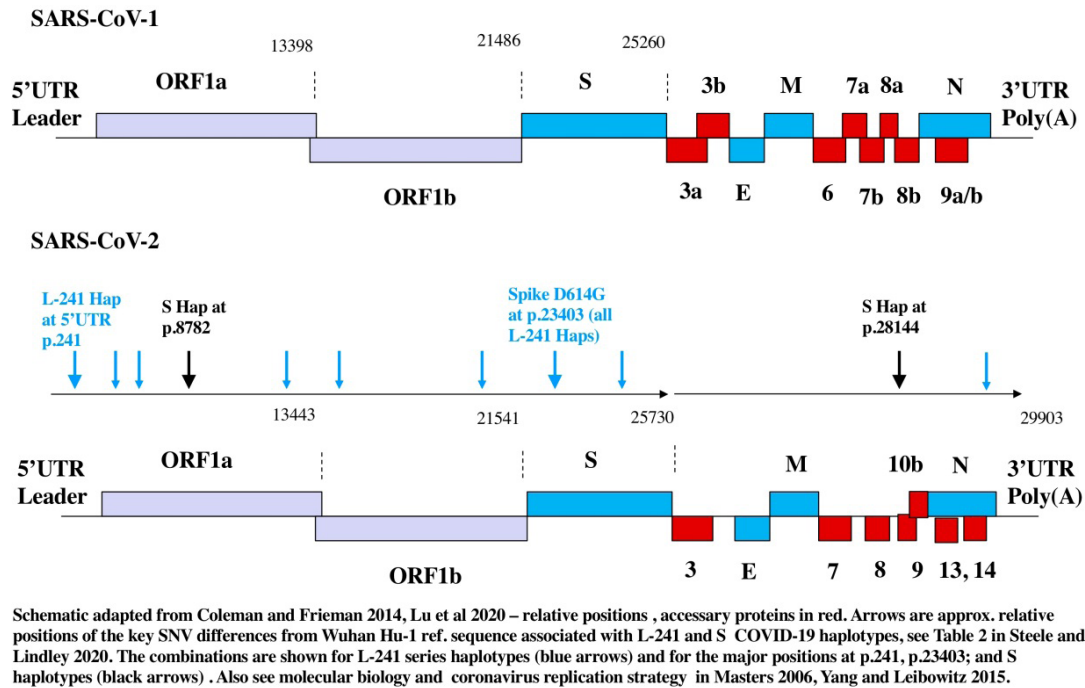 SARS-CoV-1
13398
21486
25260
5’UTR
Leader
ORF1a
S
3b
M
7a
8a
N
3’UTR
Poly(A)
ORF1b
3a
E
6
7b
8b
9a/b
SARS-CoV-2
L-241 Hap
at 5’UTR
p.241
S Hap at
p.8782
Spike D614G
at p.23403 (all
L-241 Haps)
S Hap at
p.28144
13443
21541
25730
29903
5’UTR
Leader
ORF1a
S
M
10b
N
3’UTR
Poly(A)
ORF1b
3
E
7
8
9
13, 14
Schematic adapted from Coleman and Frieman 2014, Lu et al 2020 – relative positions , accessary proteins in red. Arrows are approx. relative
positions of the key SNV differences from Wuhan Hu-1 ref. sequence associated with L-241 and S COVID-19 haplotypes, see Table 2 in Steele and
Lindley 2020. The combinations are shown for L-241 series haplotypes (blue arrows) and for the major positions at p.241, p.23403; and S
haplotypes (black arrows) . Also see molecular biology and coronavirus replication strategy in Masters 2006, Yang and Leibowitz 2015.